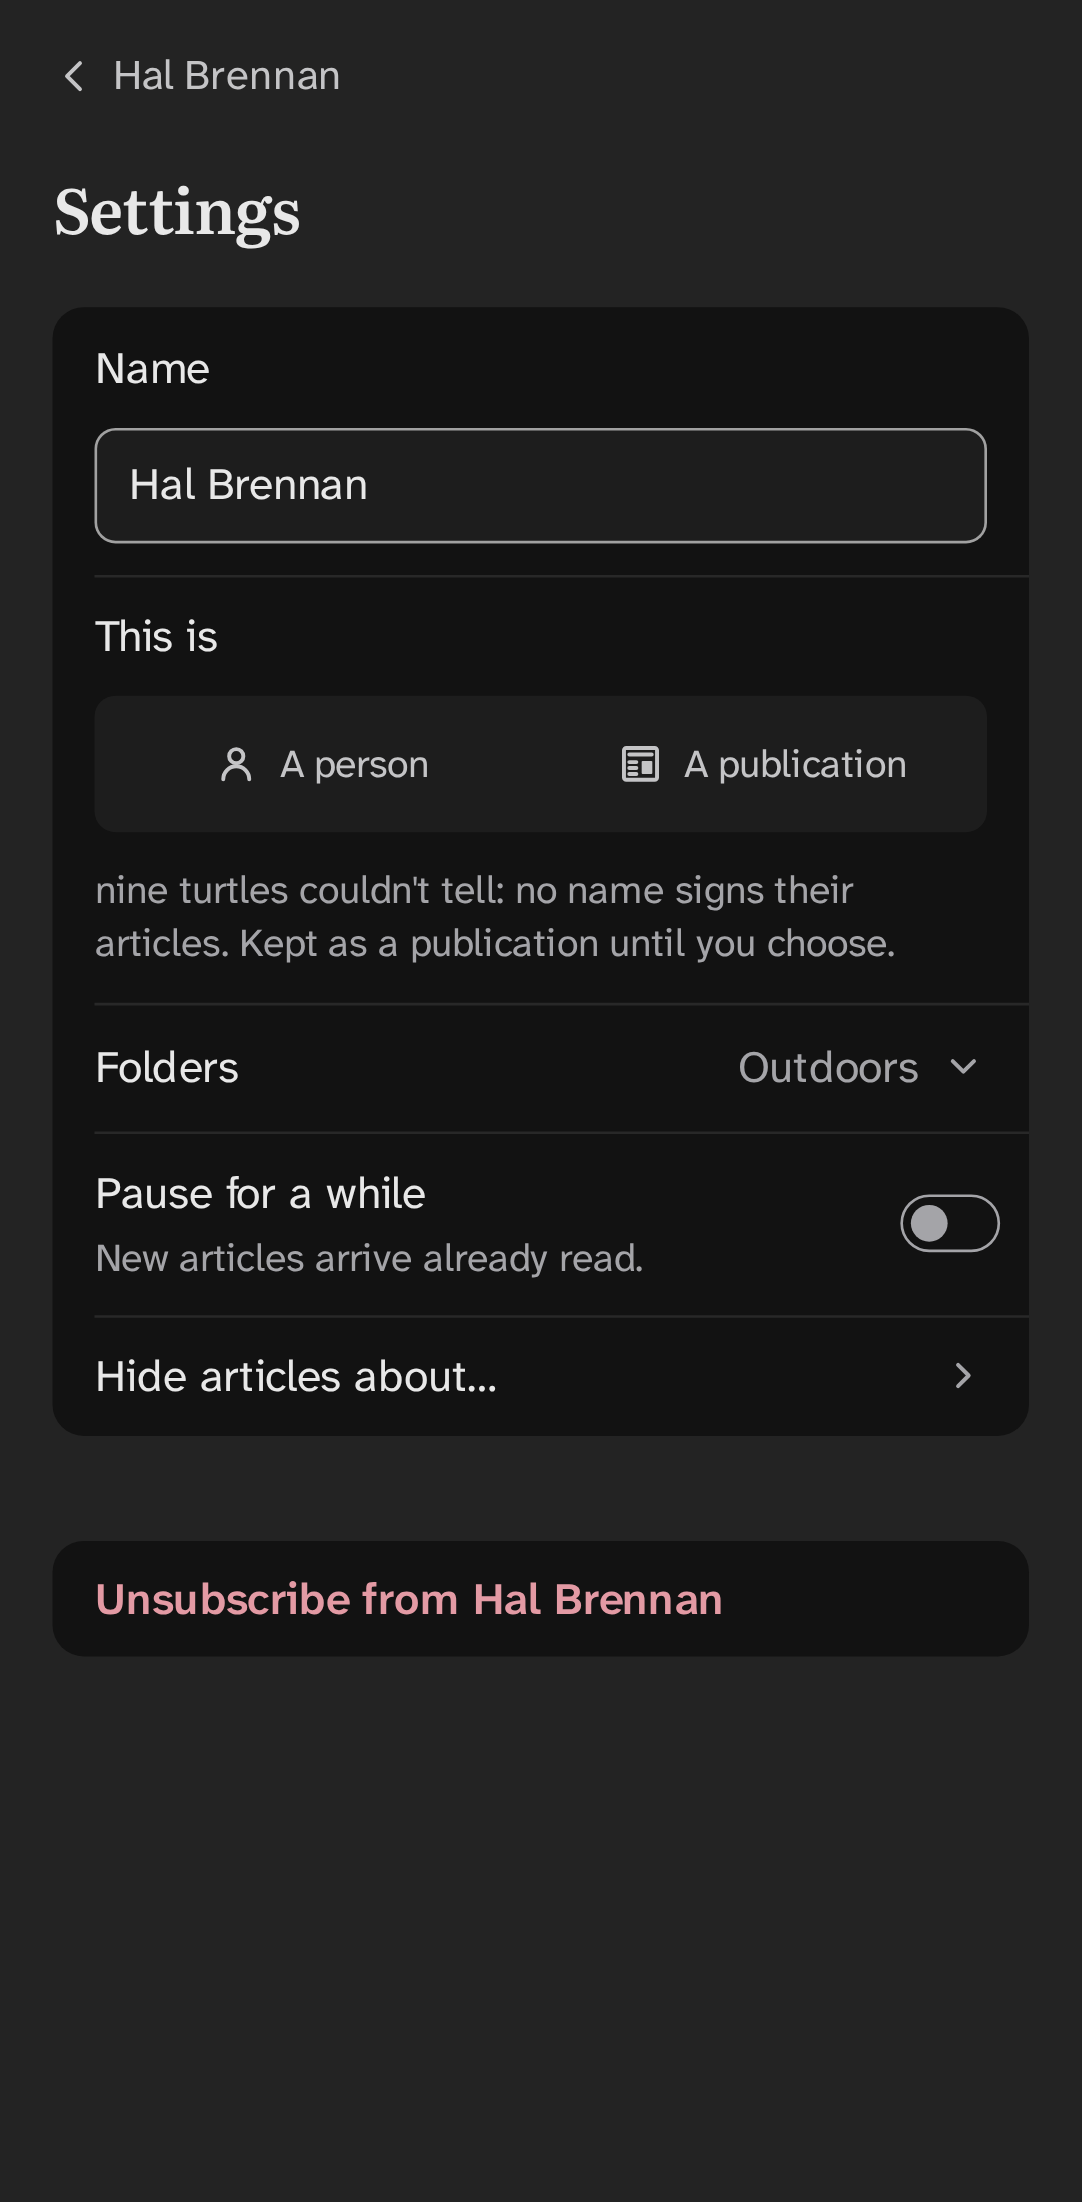 Hal Brennan
Settings
Name
Hal Brennan
This is
A person
A publication
nine turtles couldn't tell: no name signs their
articles. Kept as a publication until you choose.
Folders
Outdoors
Pause for a while
New articles arrive already read.
Hide articles about...
Unsubscribe from Hal Brennan